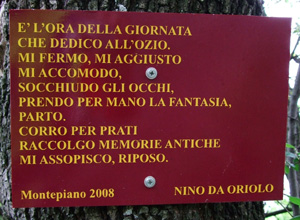 E' L'ORA DELLA GIORNATA
CHE DEDICO ALL'OZIO.
MI FERMO, MI AGGIUSTO
MI ACCOMODO,
SOCCHIUDO GLI OCCHI,
PRENDO PER MANO LA FANTASIA,
PARTO.
CORRO PER PRATI
RACCOLGO MEMORIE ANTICHE
MI ASSOPISCO, RIPOSO.
Montepiano 2008 NINO DA ORIOLO